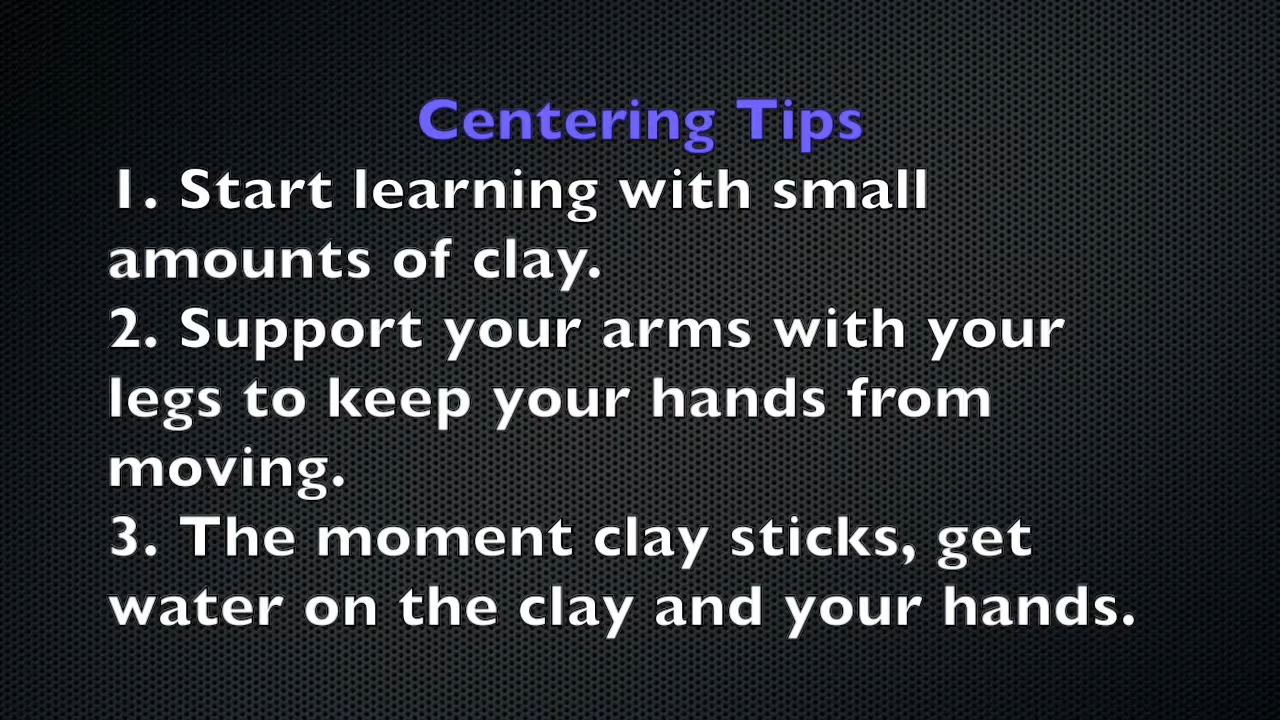 Centering Tips
1. Start learning with small
amounts of clay.
2. Support your arms with your
legs to keep your hands from
moving.
3. The moment clay sticks, get
water on the clay and your hands.